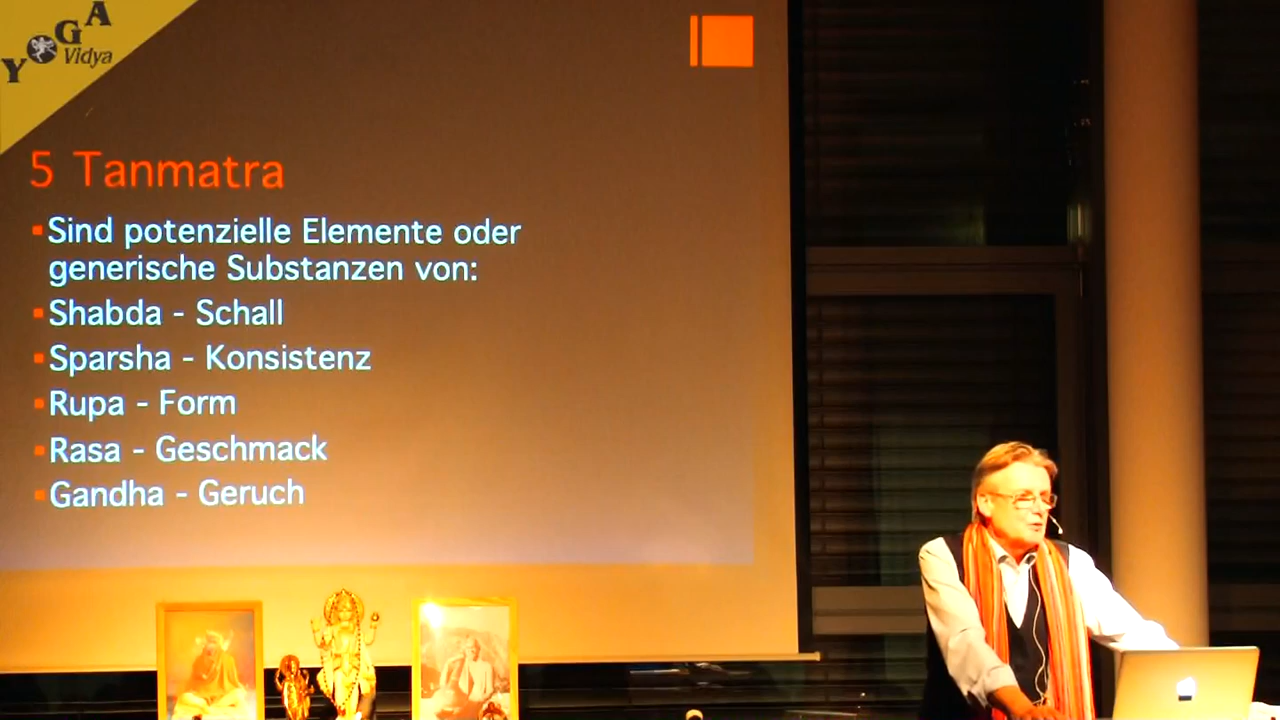 YOGA
Vidya
5 Tanmatra
Sind potenzielle Elemente oder
generische Substanzen von:
Shabda - Schall
Sparsha - Konsistenz
Rupa - Form
Rasa - Geschmack
Gandha - Geruch